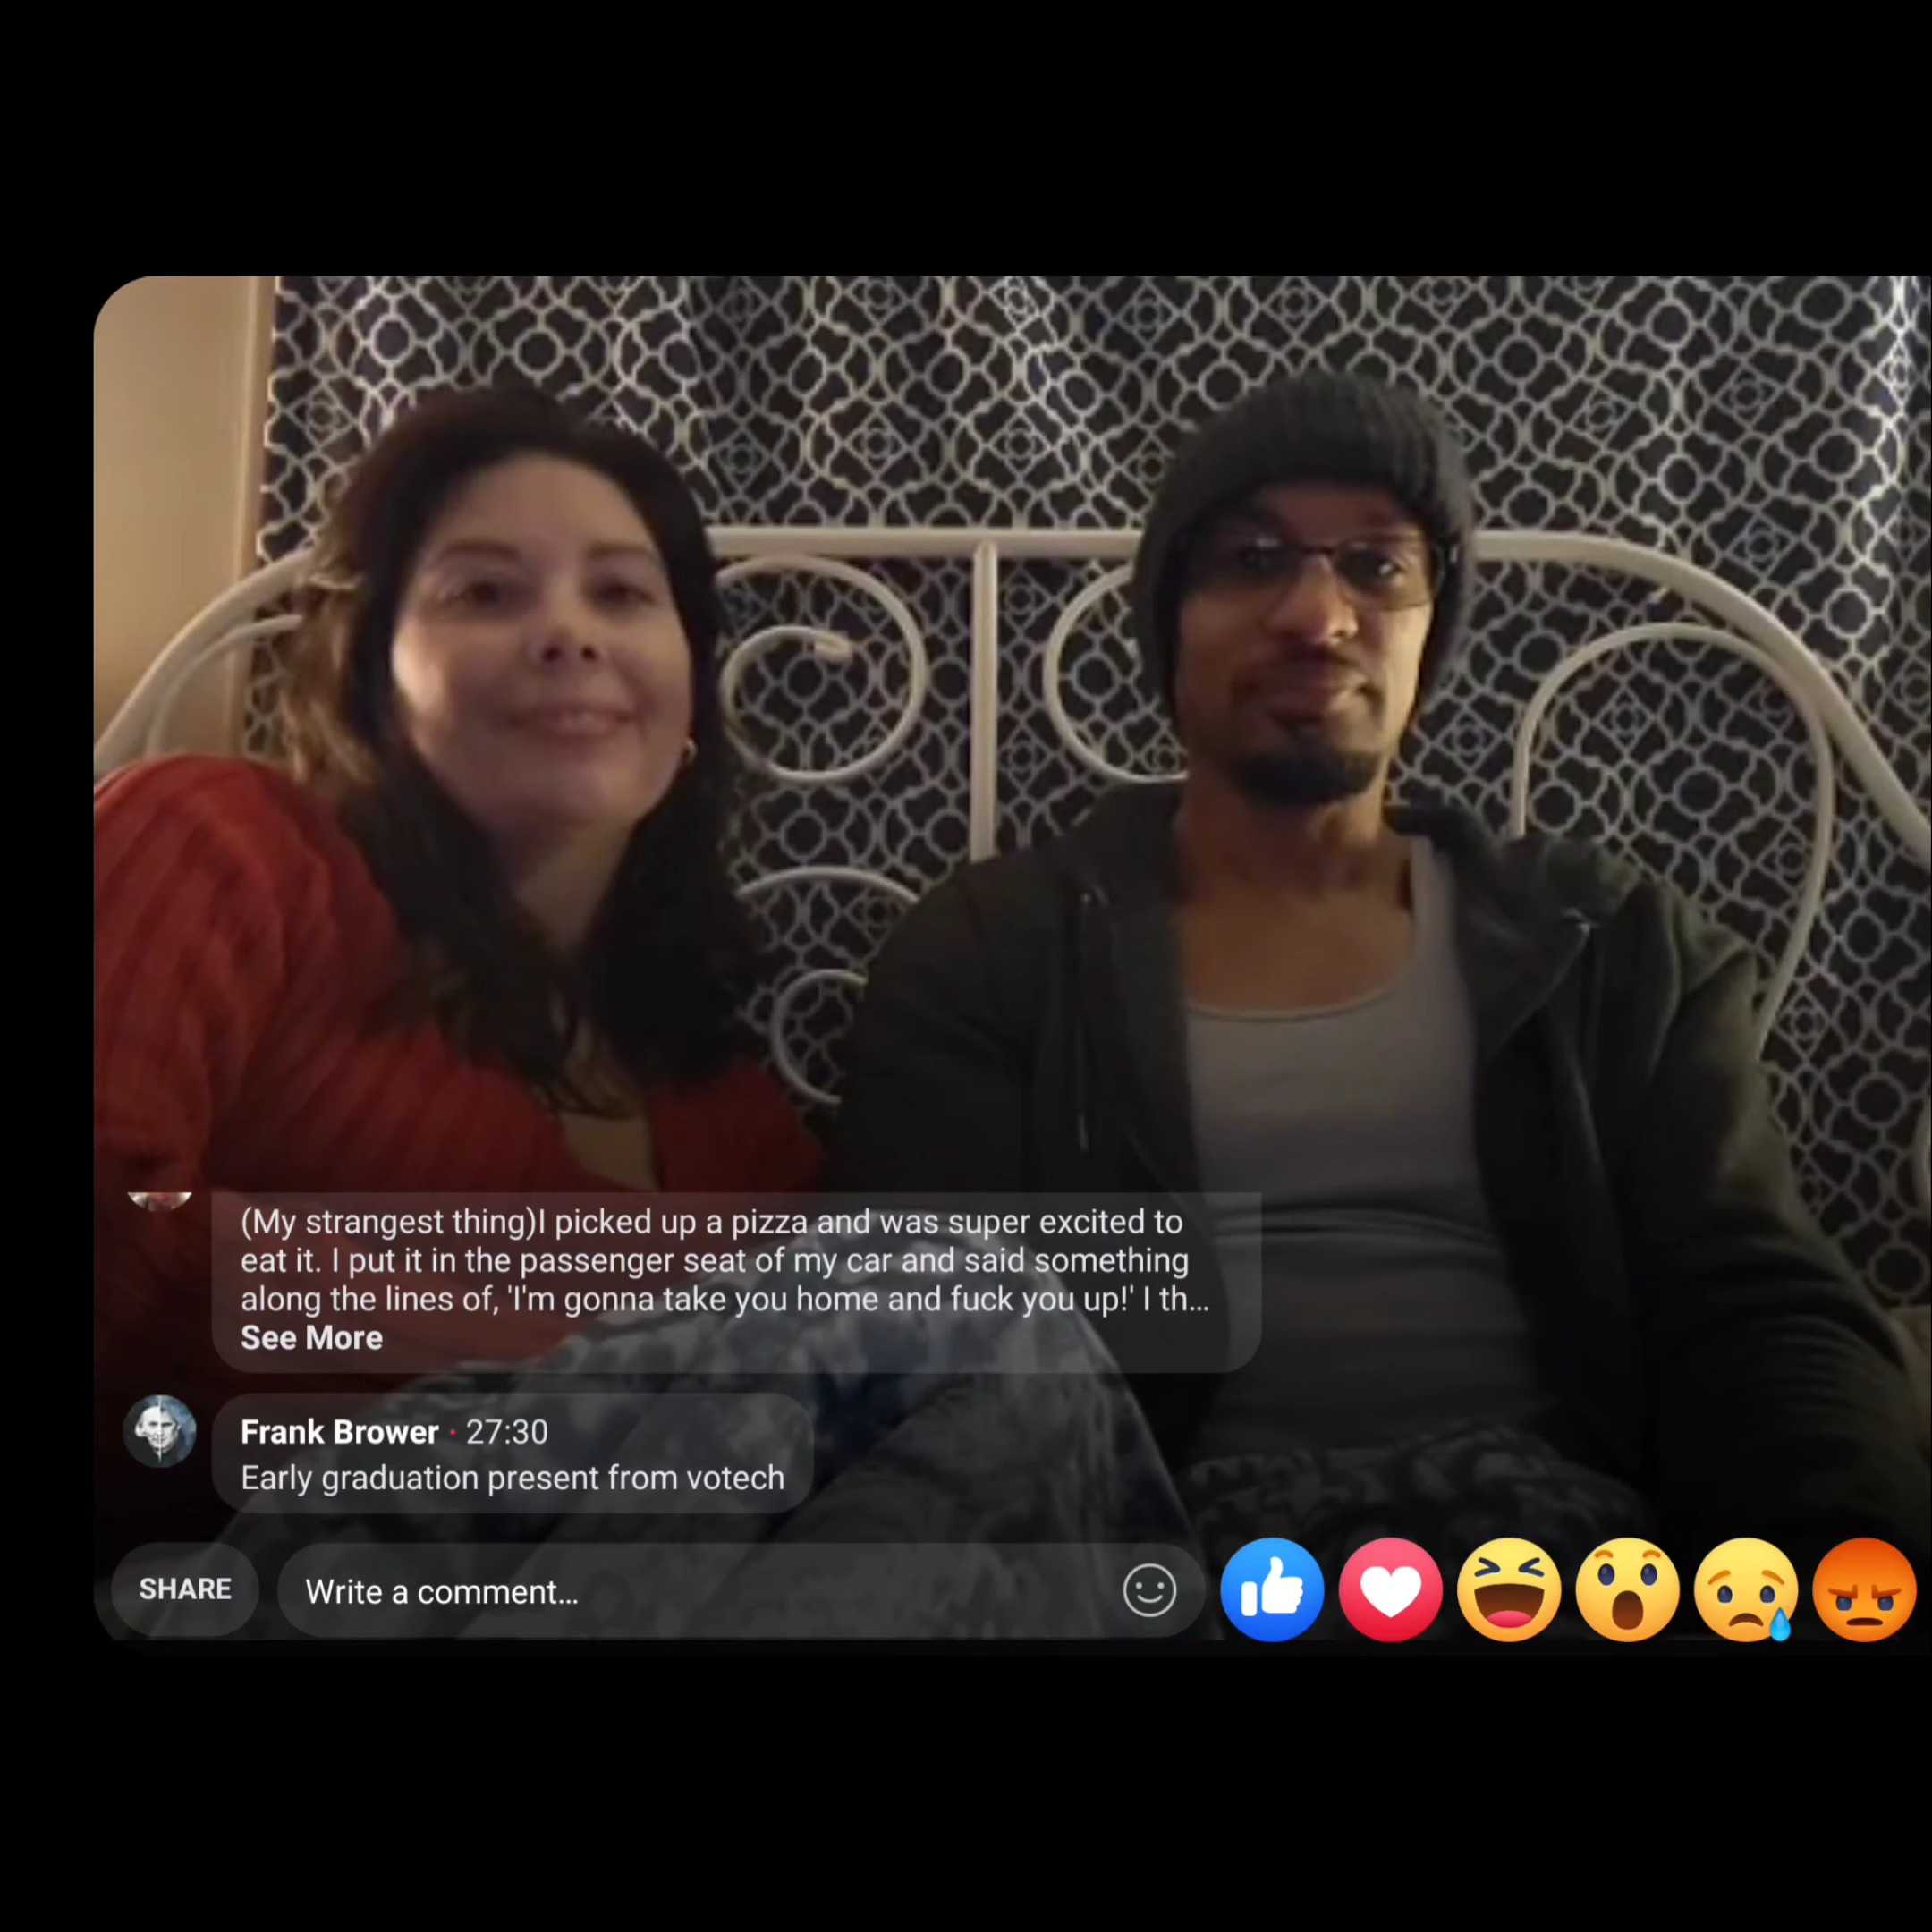 (My strangest thing)I picked up a pizza and was super excited to
eat it. I put it in the passenger seat of my car and said something
along the lines of, 'I'm gonna take you home and fuck you up!' I th...
See More
Frank Brower · 27:30
Early graduation present from votech
SHARE
Write a comment...